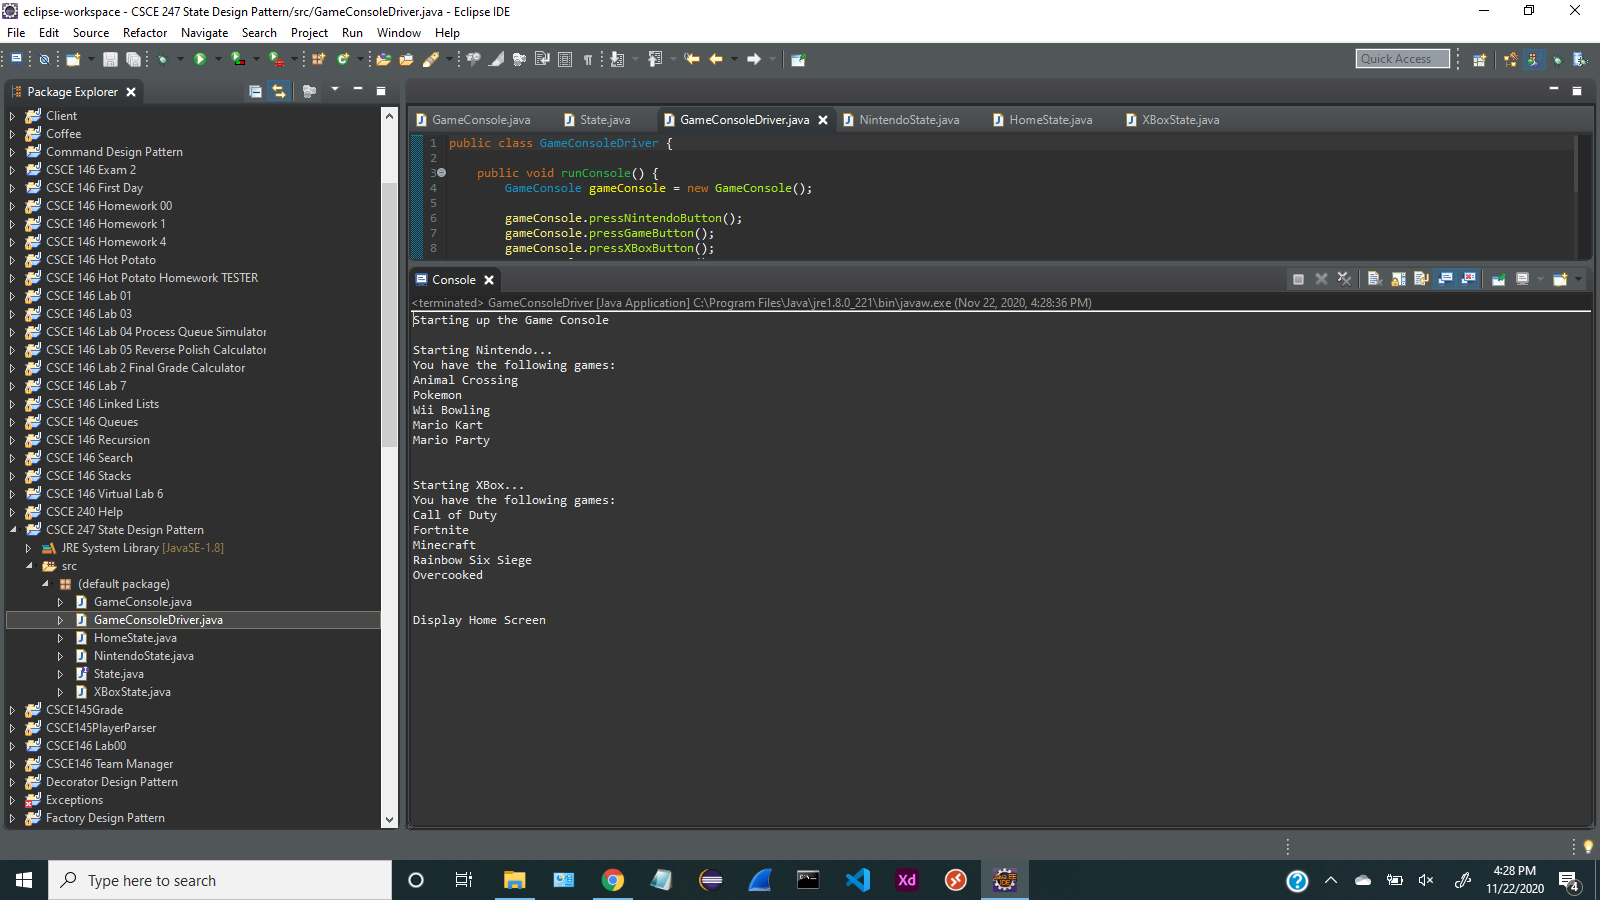 eclipse-workspace - CSCE 247 State Design Pattern/src/GameConsoleDriver.java - Eclipse IDE
File Edit Source Refactor Navigate Search Project Run Window Help
Quick Access
Package Explorer
Client
Coffee
Command Design Pattern
CSCE 146 Exam 2
CSCE 146 First Day
CSCE 146 Homework 00
CSCE 146 Homework 1
CSCE 146 Homework 4
CSCE 146 Hot Potato
CSCE 146 Hot Potato Homework TESTER
CSCE 146 Lab 01
CSCE 146 Lab 03
CSCE 146 Lab 04 Process Queue Simulator
CSCE 146 Lab 05 Reverse Polish Calculator
CSCE 146 Lab 2 Final Grade Calculator
CSCE 146 Lab 7
CSCE 146 Linked Lists
CSCE 146 Queues
CSCE 146 Recursion
CSCE 146 Search
CSCE 146 Stacks
CSCE 146 Virtual Lab 6
CSCE 240 Help
CSCE 247 State Design Pattern
JRE System Library [JavaSE-1.8]
src
(default package)
GameConsole.java
GameConsoleDriver.java
HomeState.java
NintendoState.java
State.java
XBoxState.java
CSCE145Grade
CSCE145PlayerParser
CSCE146 Lab00
CSCE146 Team Manager
Decorator Design Pattern
Exceptions
Factory Design Pattern
GameConsole.java State.java GameConsoleDriver.java NintendoState.java HomeState.java XBoxState.java
1 public class GameConsoleDriver {
2
3 public void runConsole() {
4 GameConsole gameConsole = new GameConsole();
5
6 gameConsole.pressNintendoButton();
7 gameConsole.pressGameButton();
8 gameConsole.pressXBoxButton();
Console
<terminated> GameConsoleDriver [Java Application] C:\Program Files\Java\jre1.8.0_221\bin\javaw.exe (Nov 22, 2020, 4:28:36 PM)
Starting up the Game Console
Starting Nintendo...
You have the following games:
Animal Crossing
Pokemon
Wii Bowling
Mario Kart
Mario Party
Starting XBox...
You have the following games:
Call of Duty
Fortnite
Minecraft
Rainbow Six Siege
Overcooked
Display Home Screen
Type here to search
Xd
4:28 PM
11/22/2020
4